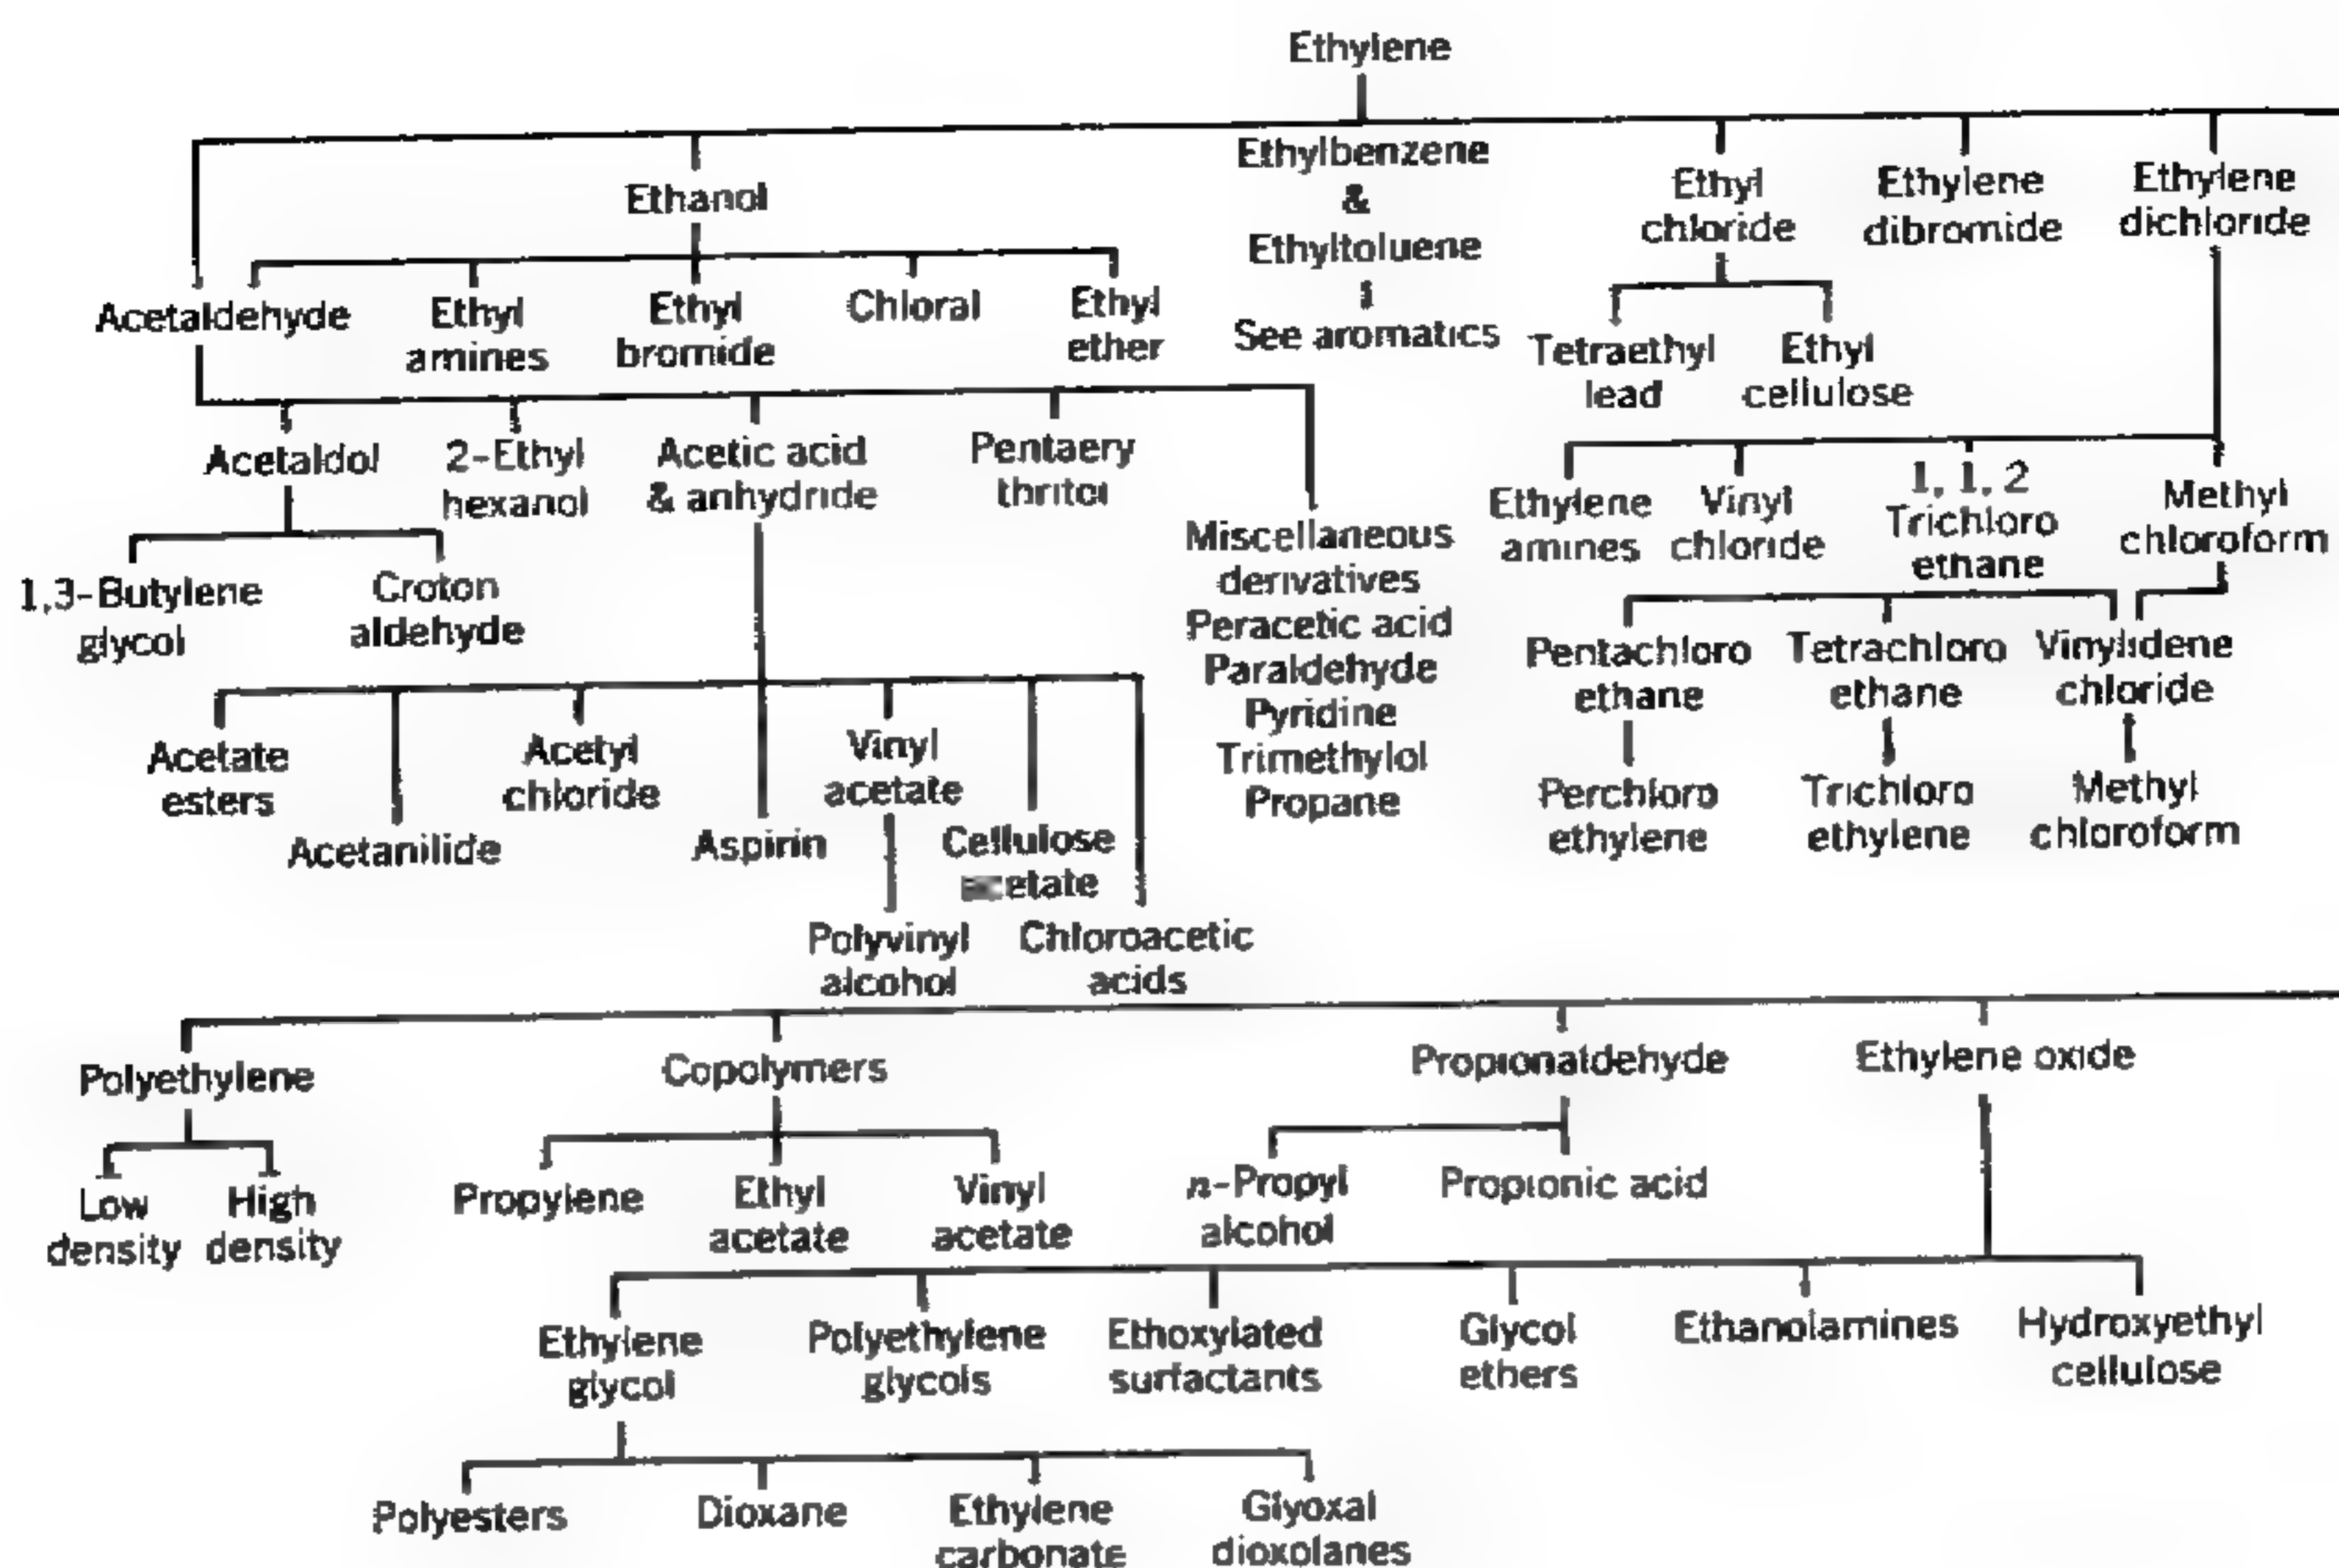 Ethylene
Ethanol
Ethylbenzene
&
Ethyltoluene
See aromatics
Ethyl
chloride
Ethylene
dibromide
Ethylene
dichloride
Acetaldehyde
Ethyl
amines
Ethyl
bromide
Chloral
Ethyl
ether
Tetraethyl
lead
Ethyl
cellulose
Acetaldol
2-Ethyl
hexanol
Acetic acid
& anhydride
Pentaery
thritol
Miscellaneous
derivatives
Peracetic acid
Paraldehyde
Pyridine
Trimethylol
Propane
Ethylene
amines
Vinyl
chloride
1, 1, 2
Trichloro
ethane
Methyl
chloroform
1,3-Butylene
glycol
Croton
aldehyde
Pentachloro
ethane
Tetrachloro
ethane
Vinylidene
chloride
Perchloro
ethylene
Trichloro
ethylene
Methyl
chloroform
Acetate
esters
Acetanilide
Acetyl
chloride
Aspirin
Vinyl
acetate
Cellulose
acetate
Polyvinyl
alcohol
Chloroacetic
acids
Polyethylene
Copolymers
Propionaldehyde
Ethylene oxide
Low
density
High
density
Propylene
Ethyl
acetate
Vinyl
acetate
n-Propyl
alcohol
Propionic acid
Ethylene
glycol
Polyethylene
glycols
Ethoxylated
surfactants
Glycol
ethers
Ethanolamines
Hydroxyethyl
cellulose
Polyesters
Dioxane
Ethylene
carbonate
Glyoxal
dioxolanes